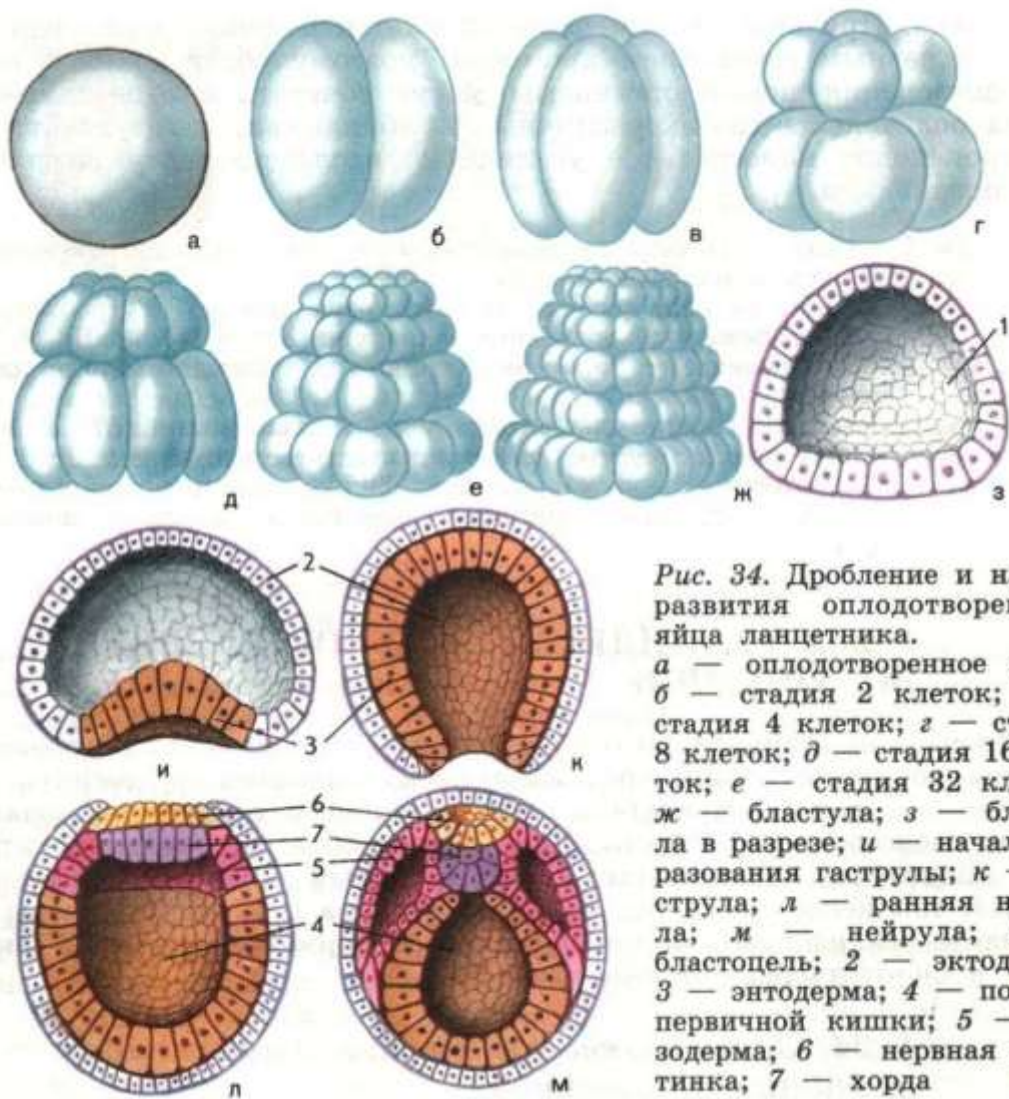 а
б
в
г
1
д
е
ж
з
2
3
и
к
Рис. 34. Дробление и н
развития оплодотворен
яйца ланцетника.
а — оплодотворенное
б — стадия 2 клеток;
стадия 4 клеток; г — ст
8 клеток; д — стадия 16
ток; е — стадия 32 кл
ж — бластула; з — бл
ла в разрезе; и — начал
разования гаструлы; к
струла; л — ранняя н
ла; м — нейрула;
бластоцель; 2 — эктод
3 — энтодерма; 4 — по
первичной кишки; 5 —
зодерма; 6 — нервная
тинка; 7 — хорда
6
7
5
4
л
м